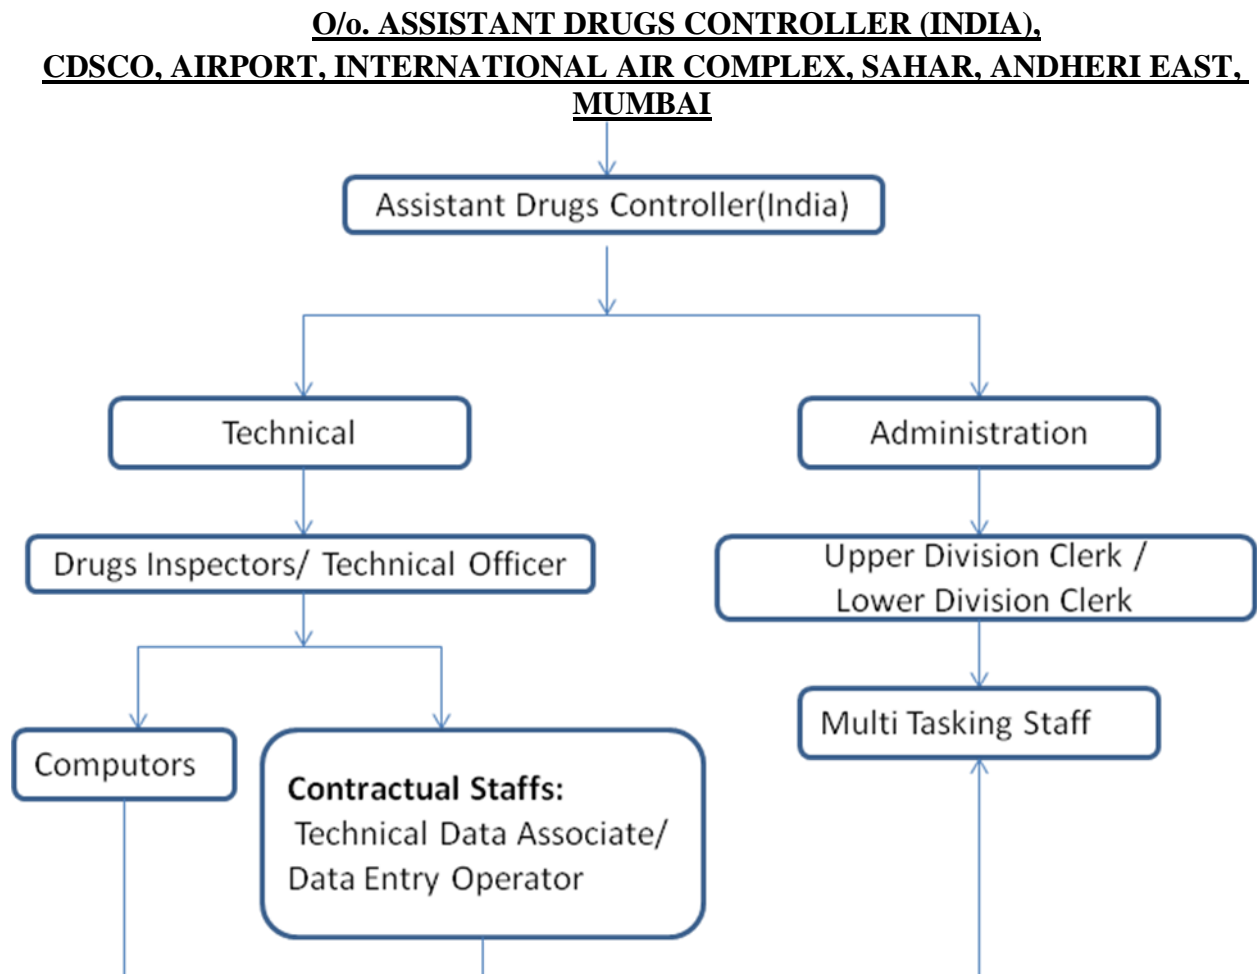 O/o. ASSISTANT DRUGS CONTROLLER (INDIA),
CDSCO, AIRPORT, INTERNATIONAL AIR COMPLEX, SAHAR, ANDHERI EAST,
MUMBAI
Assistant Drugs Controller(India)
Technical
Administration
Drugs Inspectors/ Technical Officer
Upper Division Clerk /
Lower Division Clerk
Computors
Contractual Staffs:
Technical Data Associate/
Data Entry Operator
Multi Tasking Staff